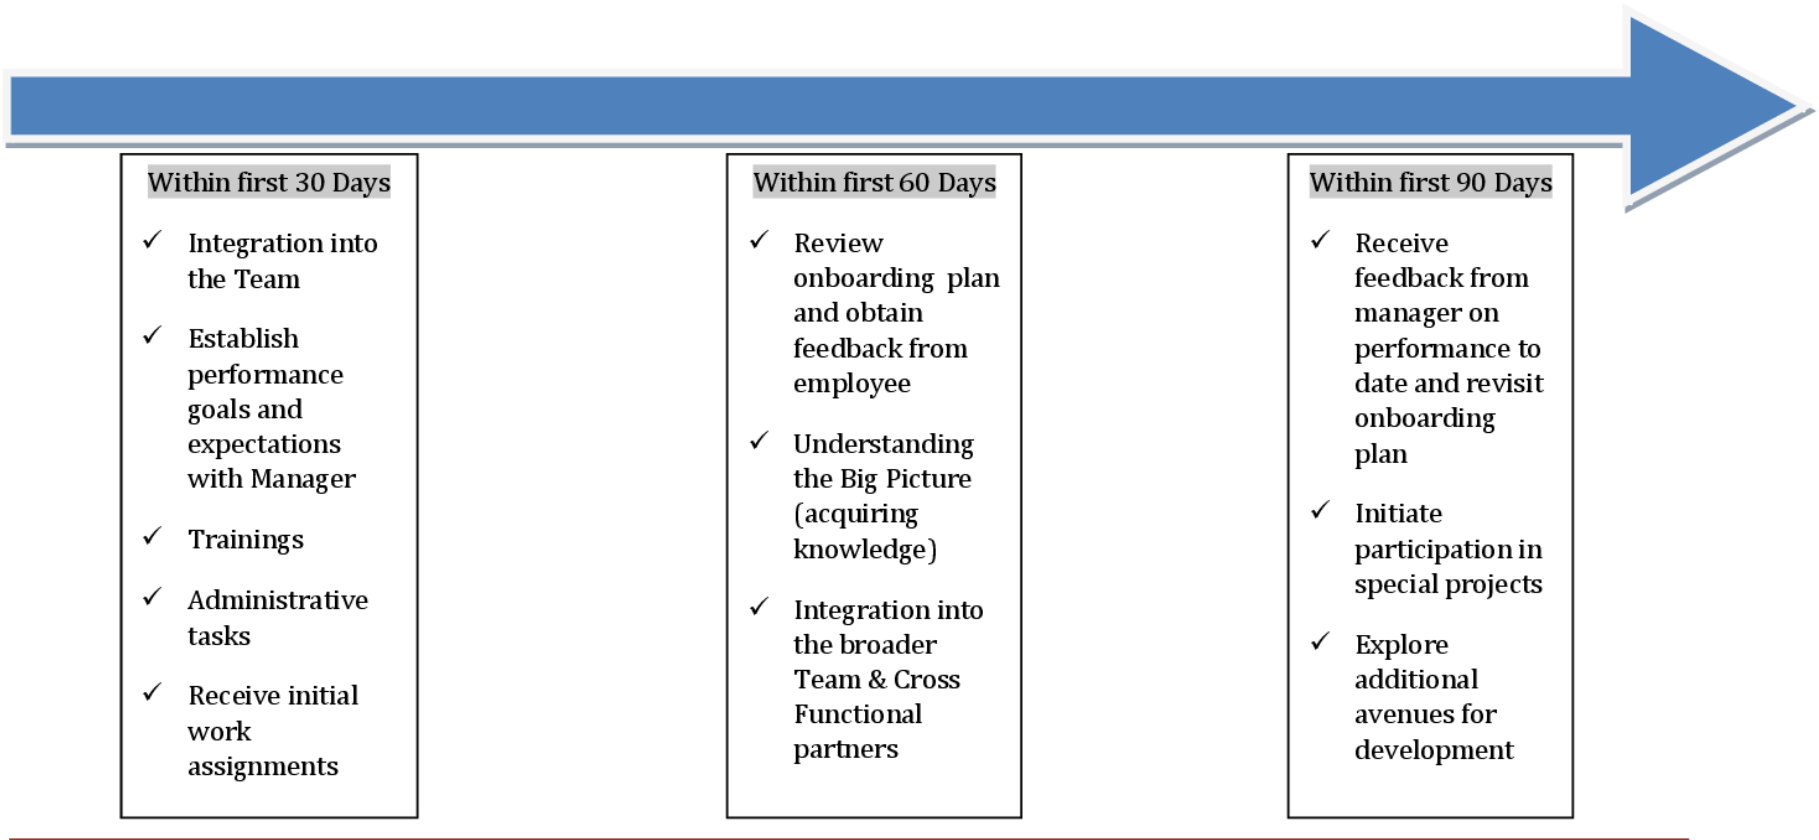 Within first 30 Days
Integration into
the Team
Establish
performance
goals and
expectations
with Manager
Trainings
Administrative
tasks
Receive initial
work
assignments
Within first 60 Days
Review
onboarding plan
and obtain
feedback from
employee
Understanding
the Big Picture
(acquiring
knowledge)
Integration into
the broader
Team & Cross
Functional
partners
Within first 90 Days
Receive
feedback from
manager on
performance to
date and revisit
onboarding
plan
Initiate
participation in
special projects
Explore
additional
avenues for
development